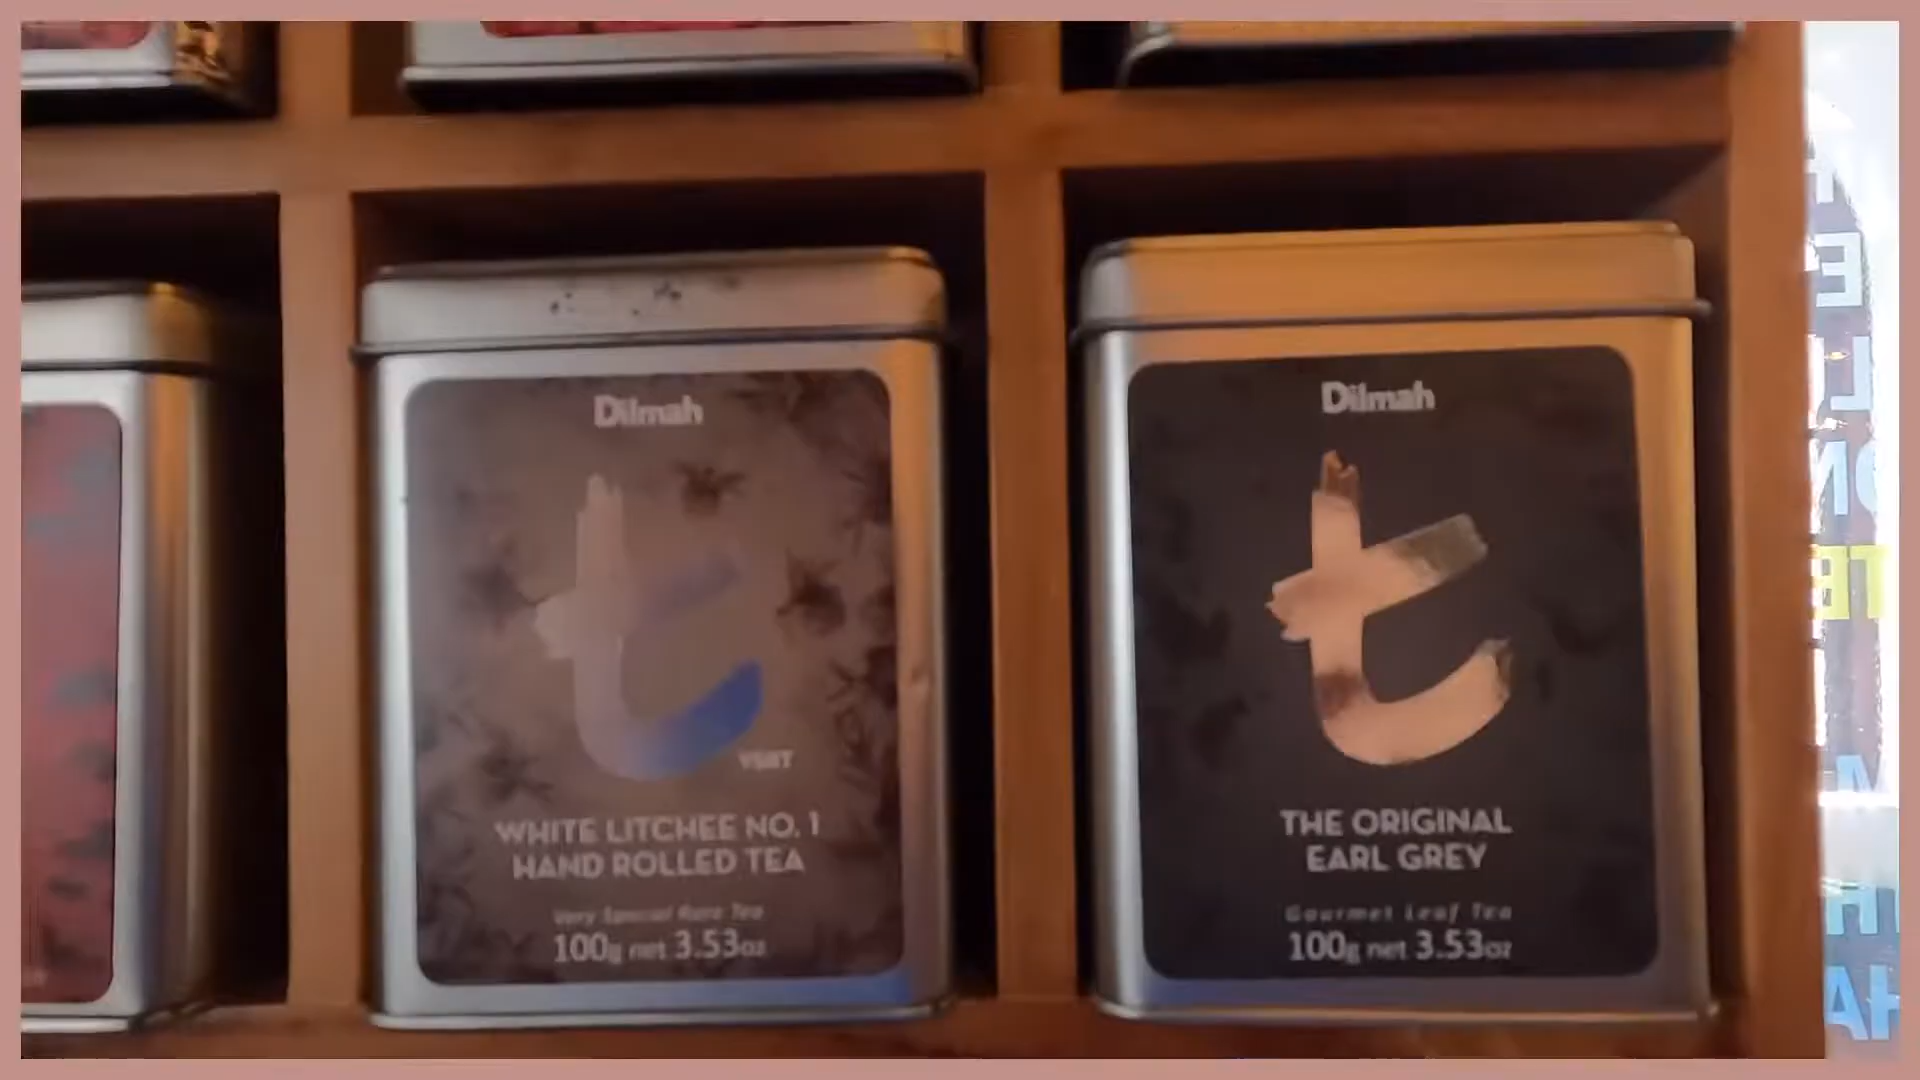 Dilmah
t
VSRT
WHITE LITCHEE NO. 1
HAND ROLLED TEA
Very Special Rare Tea
100g net 3.53oz
Dilmah
t
THE ORIGINAL
EARL GREY
Gourmet Leaf Tea
100g net 3.53oz